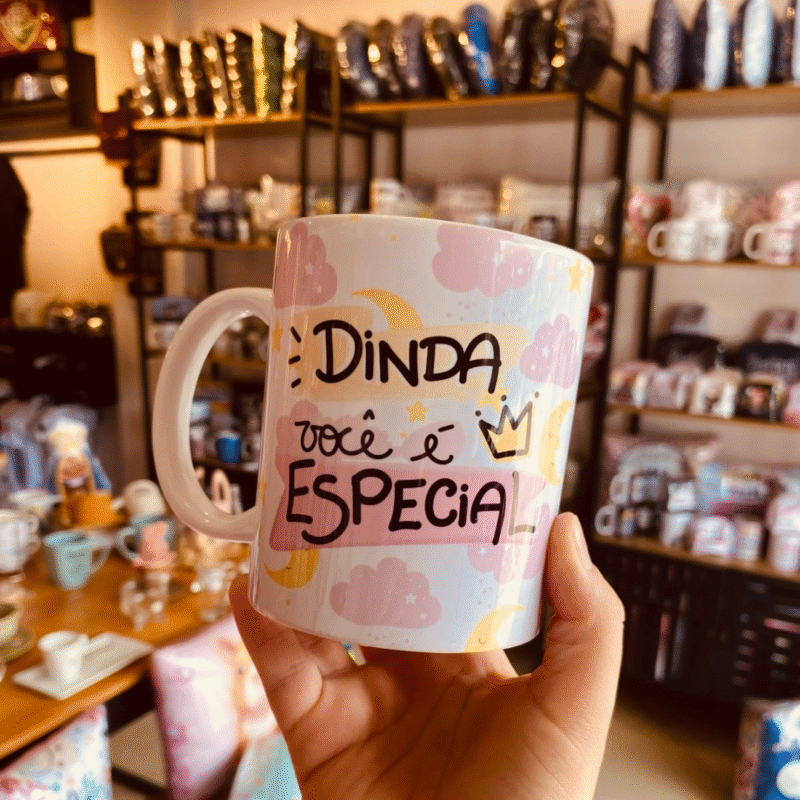 DiNDA
você é
ESPECiAL